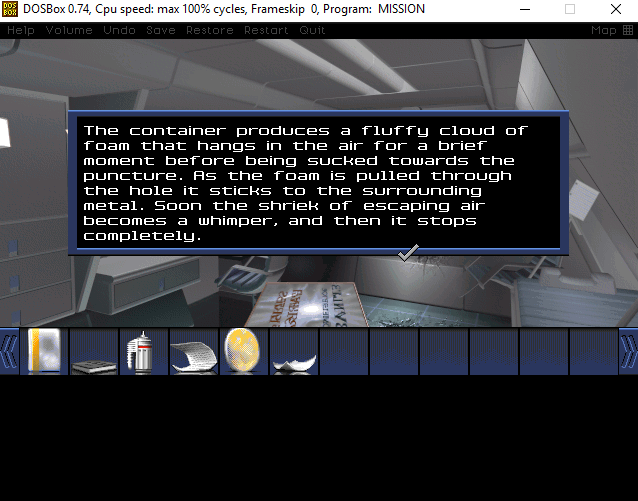 DOSBox 0.74, Cpu speed: max 100% cycles, Frameskip 0, Program: MISSION
Help Volume Undo Save Restore Restart Quit Map
The container produces a fluffy cloud of
foam that hangs in the air for a brief
moment before being sucked towards the
puncture. As the foam is pulled through
the hole it sticks to the surrounding
metal. Soon the shriek of escaping air
becomes a whimper, and then it stops
completely.